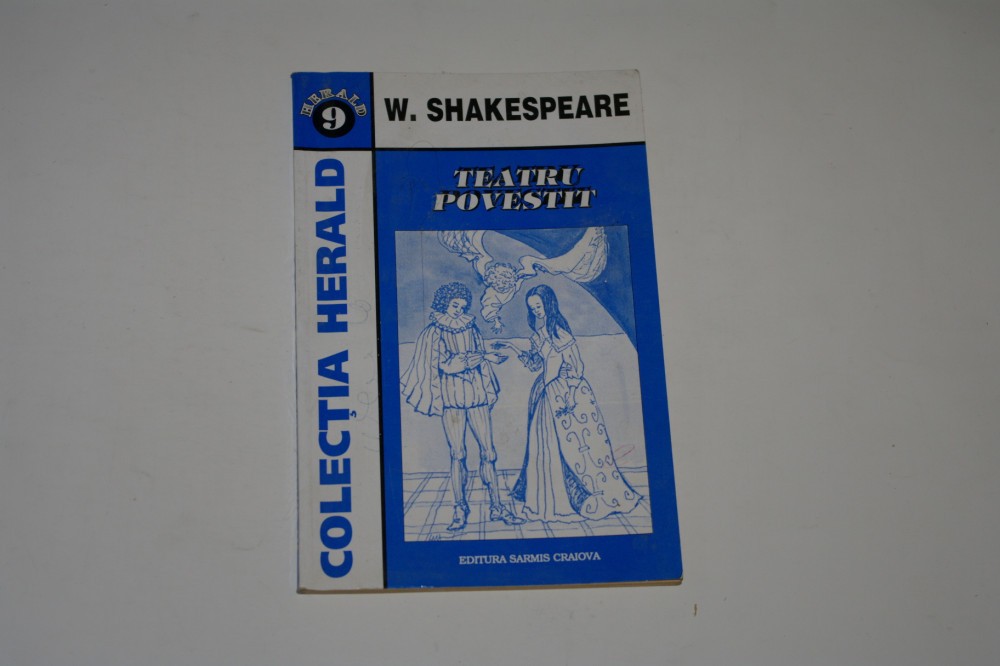 HERALD
9
W. SHAKESPEARE
COLECȚIA HERALD
TEATRU
POVESTIT
EDITURA SARMIS CRAIOVA